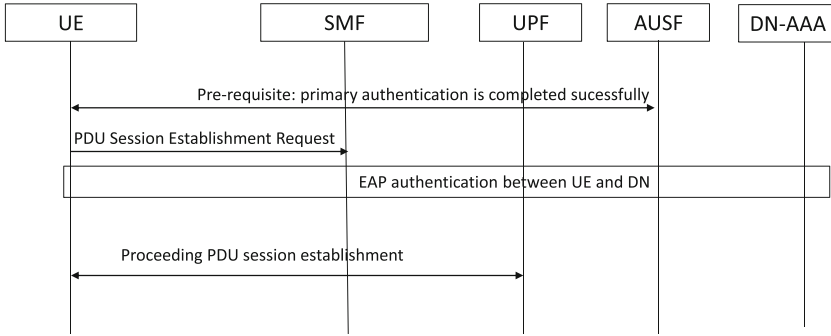 UE SMF UPF AUSF DN-AAA
Pre-requisite: primary authentication is completed sucessfully
PDU Session Establishment Request
EAP authentication between UE and DN
Proceeding PDU session establishment